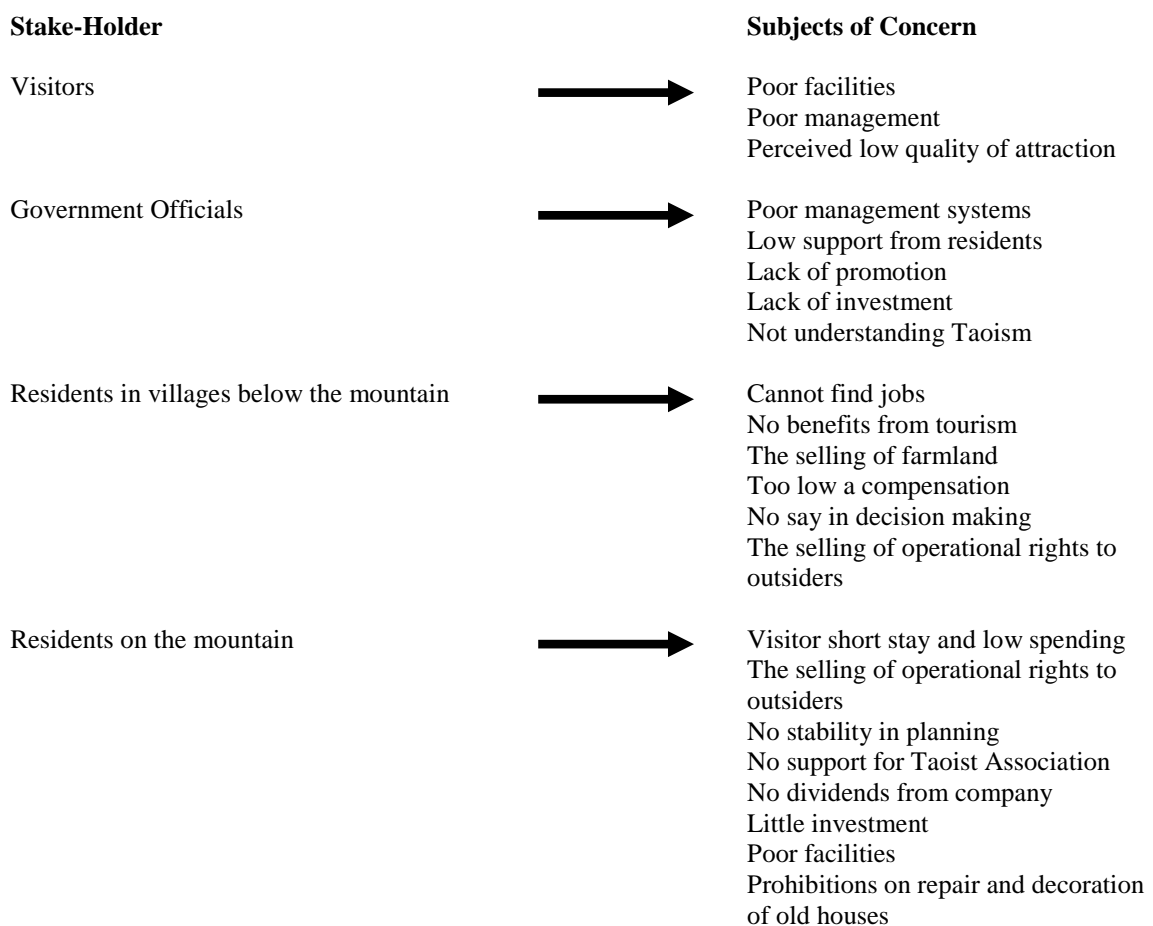 Stake-Holder Subjects of Concern
Visitors Poor facilities
Poor management
Perceived low quality of attraction
Government Officials Poor management systems
Low support from residents
Lack of promotion
Lack of investment
Not understanding Taoism
Residents in villages below the mountain Cannot find jobs
No benefits from tourism
The selling of farmland
Too low a compensation
No say in decision making
The selling of operational rights to
outsiders
Residents on the mountain Visitor short stay and low spending
The selling of operational rights to
outsiders
No stability in planning
No support for Taoist Association
No dividends from company
Little investment
Poor facilities
Prohibitions on repair and decoration
of old houses